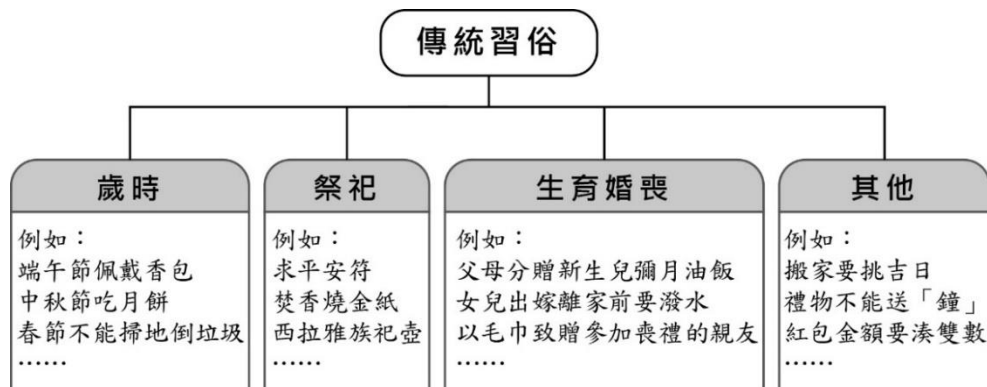 傳統習俗
歲時
例如：
端午節佩戴香包
中秋節吃月餅
春節不能掃地倒垃圾
……
祭祀
例如：
求平安符
焚香燒金紙
西拉雅族祀壺
……
生育婚喪
例如：
父母分贈新生兒彌月油飯
女兒出嫁離家前要潑水
以毛巾致贈參加喪禮的親友
……
其他
例如：
搬家要挑吉日
禮物不能送「鐘」
紅包金額要湊雙數
……